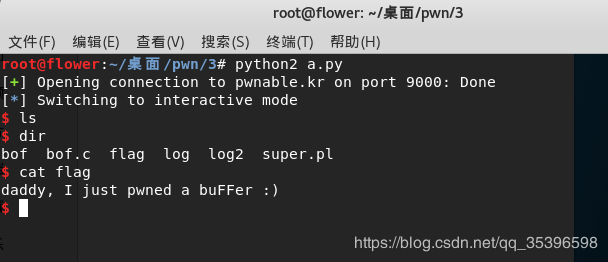 root@flower: ~/桌面/pwn/3
文件(F) 编辑(E) 查看(V) 搜索(S) 终端(T) 帮助(H)
root@flower:~/桌面/pwn/3# python2 a.py
[+] Opening connection to pwnable.kr on port 9000: Done
[*] Switching to interactive mode
$ ls
$ dir
bof  bof.c  flag  log  log2  super.pl
$ cat flag
daddy, I just pwned a buFFer :)
$
https://blog.csdn.net/qq_35396598